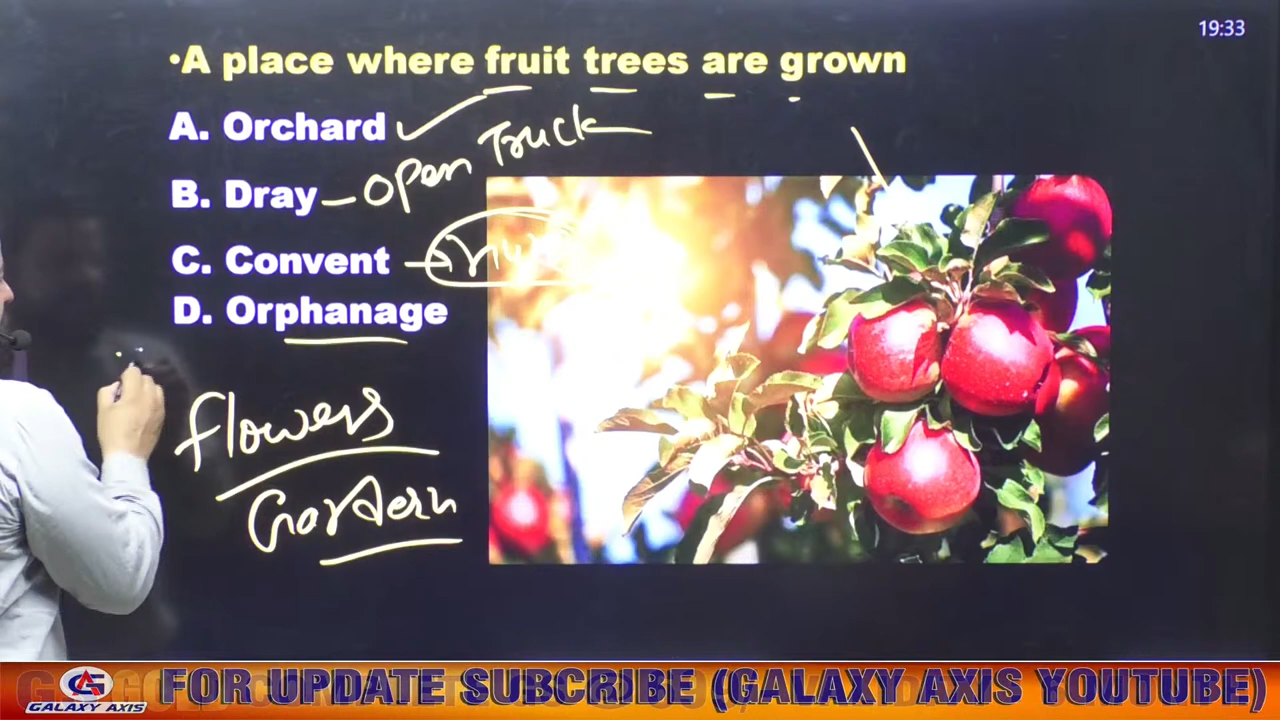 19:33
•A place where fruit trees are grown
A. Orchard
B. Dray – open Truck
C. Convent –
D. Orphanage
flowers
Gardern
GALAXY AXIS
FOR UPDATE SUBCRIBE (GALAXY AXIS YOUTUBE)